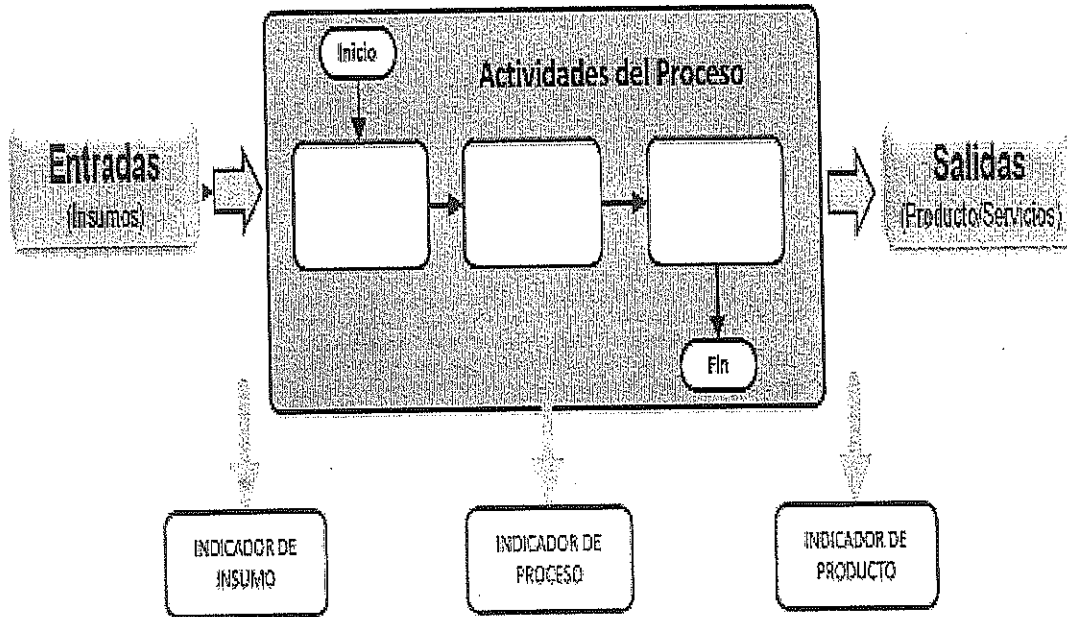 Inicio
Actividades del Proceso
Entradas
(Insumos)
Salidas
(Producto/Servicios)
Fin
INDICADOR DE
INSUMO
INDICADOR DE
PROCESO
INDICADOR DE
PRODUCTO